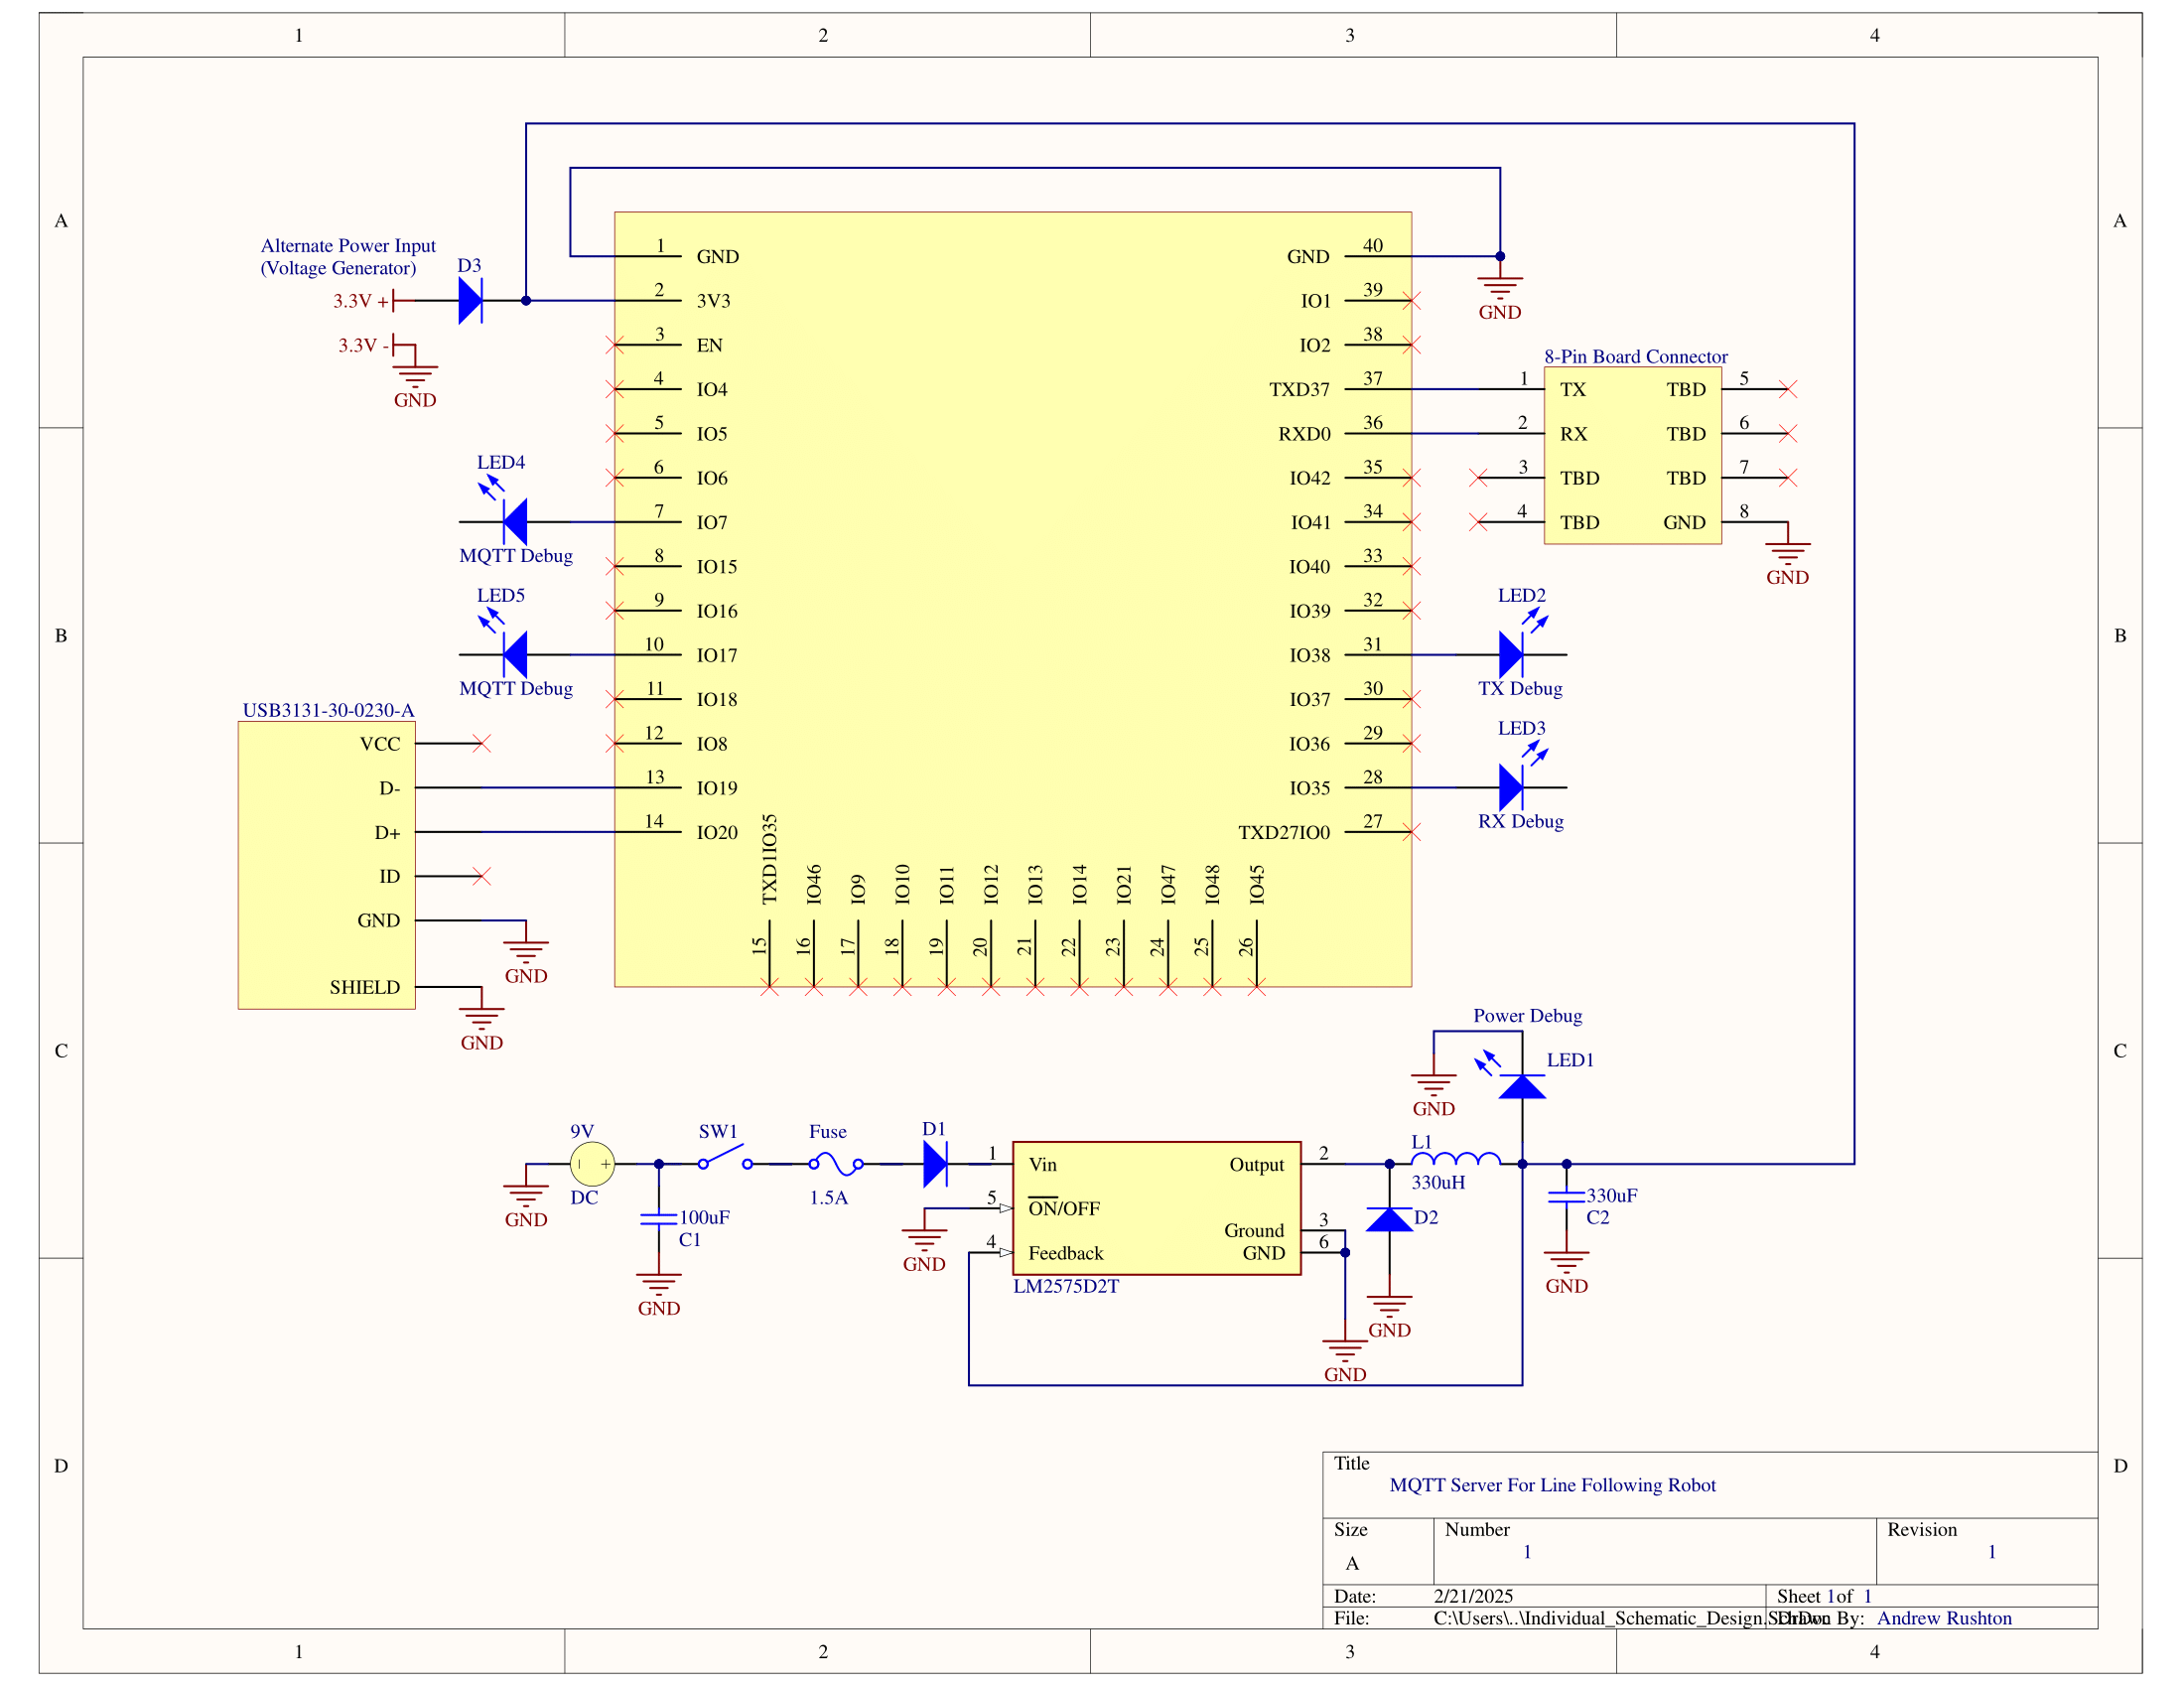 1 2 3 4
A A
B B
C C
D D
Alternate Power Input
(Voltage Generator)
D3
3.3V +
3.3V -
GND
1 GND
2 3V3
3 EN
4 IO4
5 IO5
6 IO6
7 IO7
8 IO15
9 IO16
10 IO17
11 IO18
12 IO8
13 IO19
14 IO20
15 TXD1IO35
16 IO46
17 IO9
18 IO10
19 IO11
20 IO12
21 IO13
22 IO14
23 IO21
24 IO47
25 IO48
26 IO45
GND 40
IO1 39
IO2 38
TXD37 37
RXD0 36
IO42 35
IO41 34
IO40 33
IO39 32
IO38 31
IO37 30
IO36 29
IO35 28
TXD27IO0 27
GND
8-Pin Board Connector
1 TX TBD 5
2 RX TBD 6
3 TBD TBD 7
4 TBD GND 8
GND
LED4
MQTT Debug
LED5
MQTT Debug
LED2
TX Debug
LED3
RX Debug
USB3131-30-0230-A
VCC
D-
D+
ID
GND
SHIELD
GND
GND
Power Debug
LED1
GND
9V
DC
GND
SW1
Fuse
1.5A
D1
100uF
C1
GND
1 Vin
5 ON/OFF
4 Feedback
Output 2
Ground 3
GND 6
LM2575D2T
GND
GND
L1
330uH
D2
GND
330uF
C2
GND
Title
MQTT Server For Line Following Robot
Size
A
Number
1
Revision
1
Date: 2/21/2025 Sheet 1 of 1
File: C:\Users\..\Individual_Schematic_Design.SchDoc Drawn By: Andrew Rushton
1 2 3 4